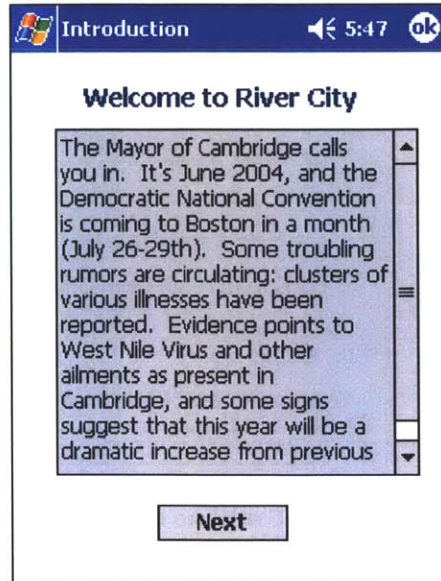 Introduction 5:47 ok
Welcome to River City
The Mayor of Cambridge calls
you in. It's June 2004, and the
Democratic National Convention
is coming to Boston in a month
(July 26-29th). Some troubling
rumors are circulating: clusters of
various illnesses have been
reported. Evidence points to
West Nile Virus and other
ailments as present in
Cambridge, and some signs
suggest that this year will be a
dramatic increase from previous
Next